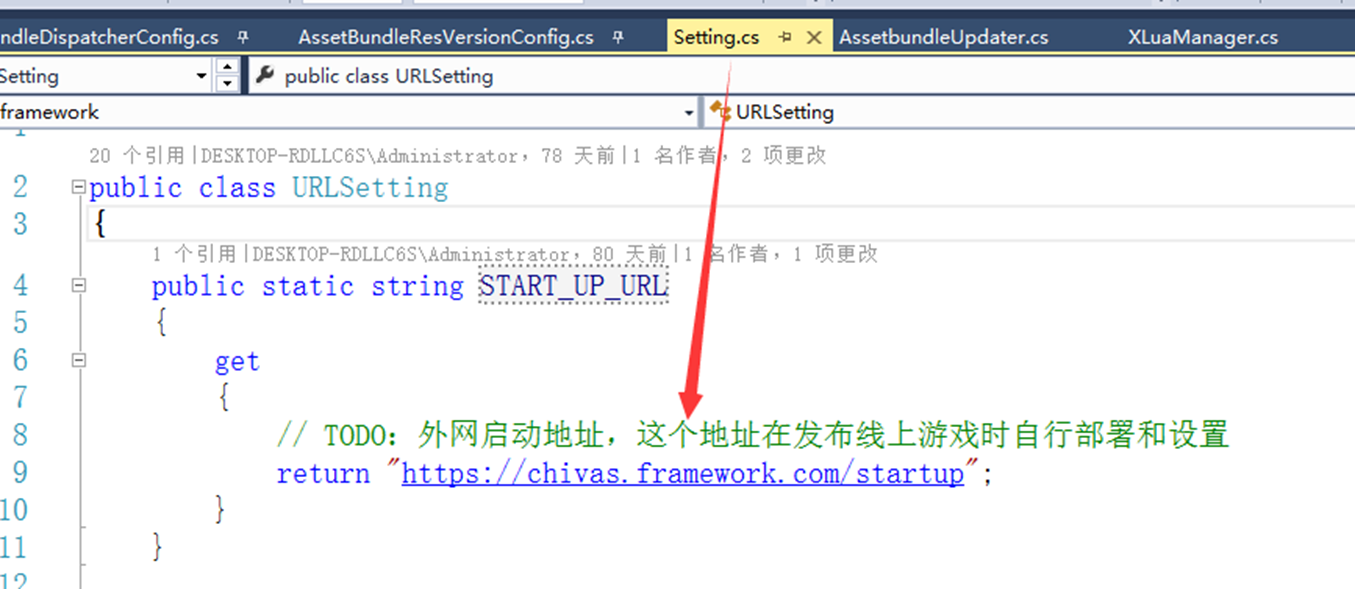 ndleDispatcherConfig.cs AssetBundleResVersionConfig.cs Setting.cs AssetbundleUpdater.cs XLuaManager.cs
Setting public class URLSetting
framework URLSetting
1
20 个引用|DESKTOP-RDLLC6S\Administrator，78 天前|1 名作者，2 项更改
2 public class URLSetting
3 {
1 个引用|DESKTOP-RDLLC6S\Administrator，80 天前|1 名作者，1 项更改
4 public static string START_UP_URL
5 {
6 get
7 {
8 // TODO：外网启动地址，这个地址在发布线上游戏时自行部署和设置
9 return "https://chivas.framework.com/startup";
10 }
11 }
12